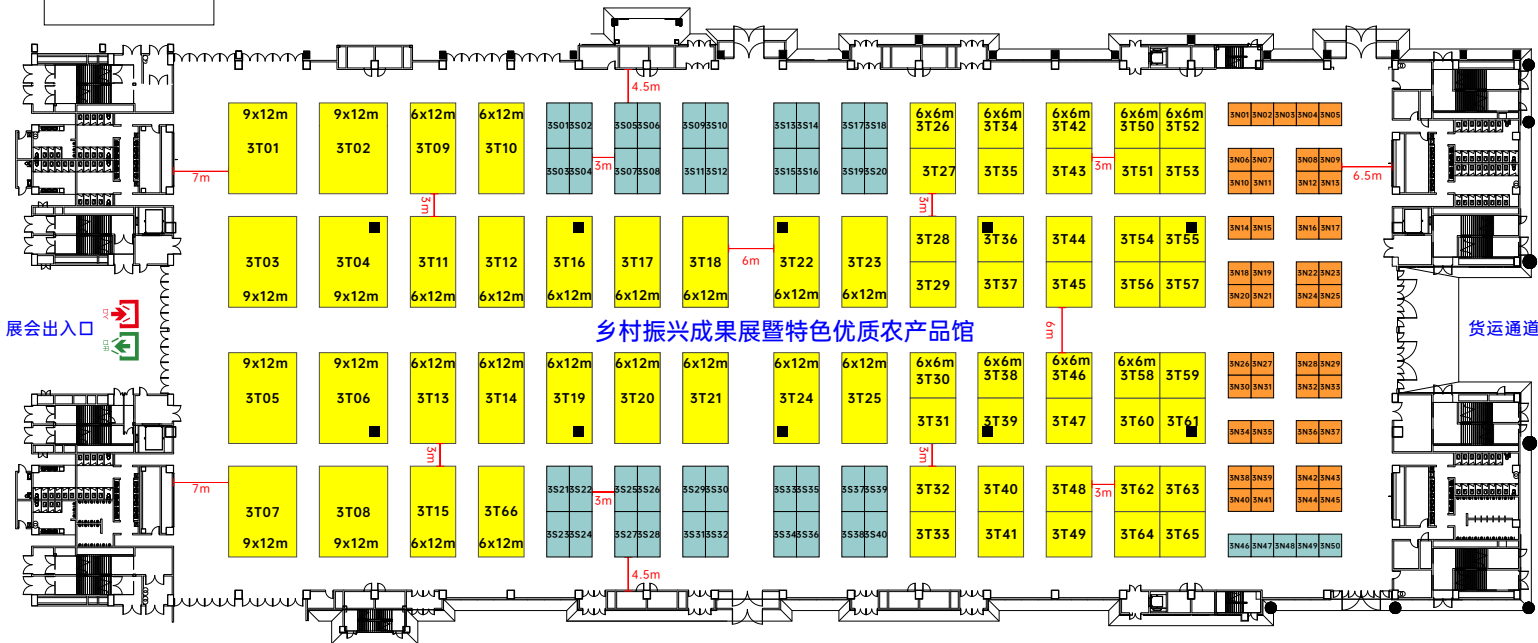 4.5m
9x12m 9x12m 6x12m 6x12m 6x6m 6x6m 6x6m 6x6m 6x6m
3T01 3T02 3T09 3T10 3S01 3S02 3S05 3S06 3S09 3S10 3S13 3S14 3S17 3S18 3T26 3T34 3T42 3T50 3T52 3N01 3N02 3N03 3N04 3N05
7m 3S03 3S04 3m 3S07 3S08 3S11 3S12 3S15 3S16 3S19 3S20 3T27 3T35 3T43 3m 3T51 3T53 3N06 3N07 3N08 3N09 6.5m
3N10 3N11 3N12 3N13
3m 3m
3T28 3T36 3T44 3T54 3T55 3N14 3N15 3N16 3N17
3T03 3T04 3T11 3T12 3T16 3T17 3T18 6m 3T22 3T23
3T29 3T37 3T45 3T56 3T57 3N18 3N19 3N22 3N23
9x12m 9x12m 6x12m 6x12m 6x12m 6x12m 6x12m 6x12m 6x12m 3N20 3N21 3N24 3N25
展会出入口 乡村振兴成果展暨特色优质农产品馆 6m 货运通道
9x12m 9x12m 6x12m 6x12m 6x12m 6x12m 6x12m 6x12m 6x12m 6x6m 6x6m 6x6m 6x6m
3T30 3T38 3T46 3T58 3T59 3N26 3N27 3N28 3N29
3T05 3T06 3T13 3T14 3T19 3T20 3T21 3T24 3T25 3N30 3N31 3N32 3N33
3T31 3T39 3T47 3T60 3T61 3N34 3N35 3N36 3N37
3m 3m
7m 3S21 3S22 3m 3S25 3S26 3S29 3S30 3S33 3S35 3S37 3S39 3T32 3T40 3T48 3m 3T62 3T63 3N38 3N39 3N42 3N43
3N40 3N41 3N44 3N45
3T07 3T08 3T15 3T66
9x12m 9x12m 6x12m 6x12m 3S23 3S24 3S27 3S28 3S31 3S32 3S34 3S36 3S38 3S40 3T33 3T41 3T49 3T64 3T65 3N46 3N47 3N48 3N49 3N50
4.5m